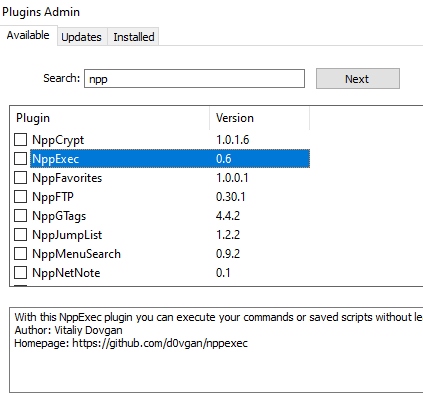 Plugins Admin
Available Updates Installed
Search: npp Next
Plugin Version
NppCrypt 1.0.1.6
NppExec 0.6
NppFavorites 1.0.0.1
NppFTP 0.30.1
NppGTags 4.4.2
NppJumpList 1.2.2
NppMenuSearch 0.9.2
NppNetNote 0.1
With this NppExec plugin you can execute your commands or saved scripts without le
Author: Vitaliy Dovgan
Homepage: https://github.com/d0vgan/nppexec